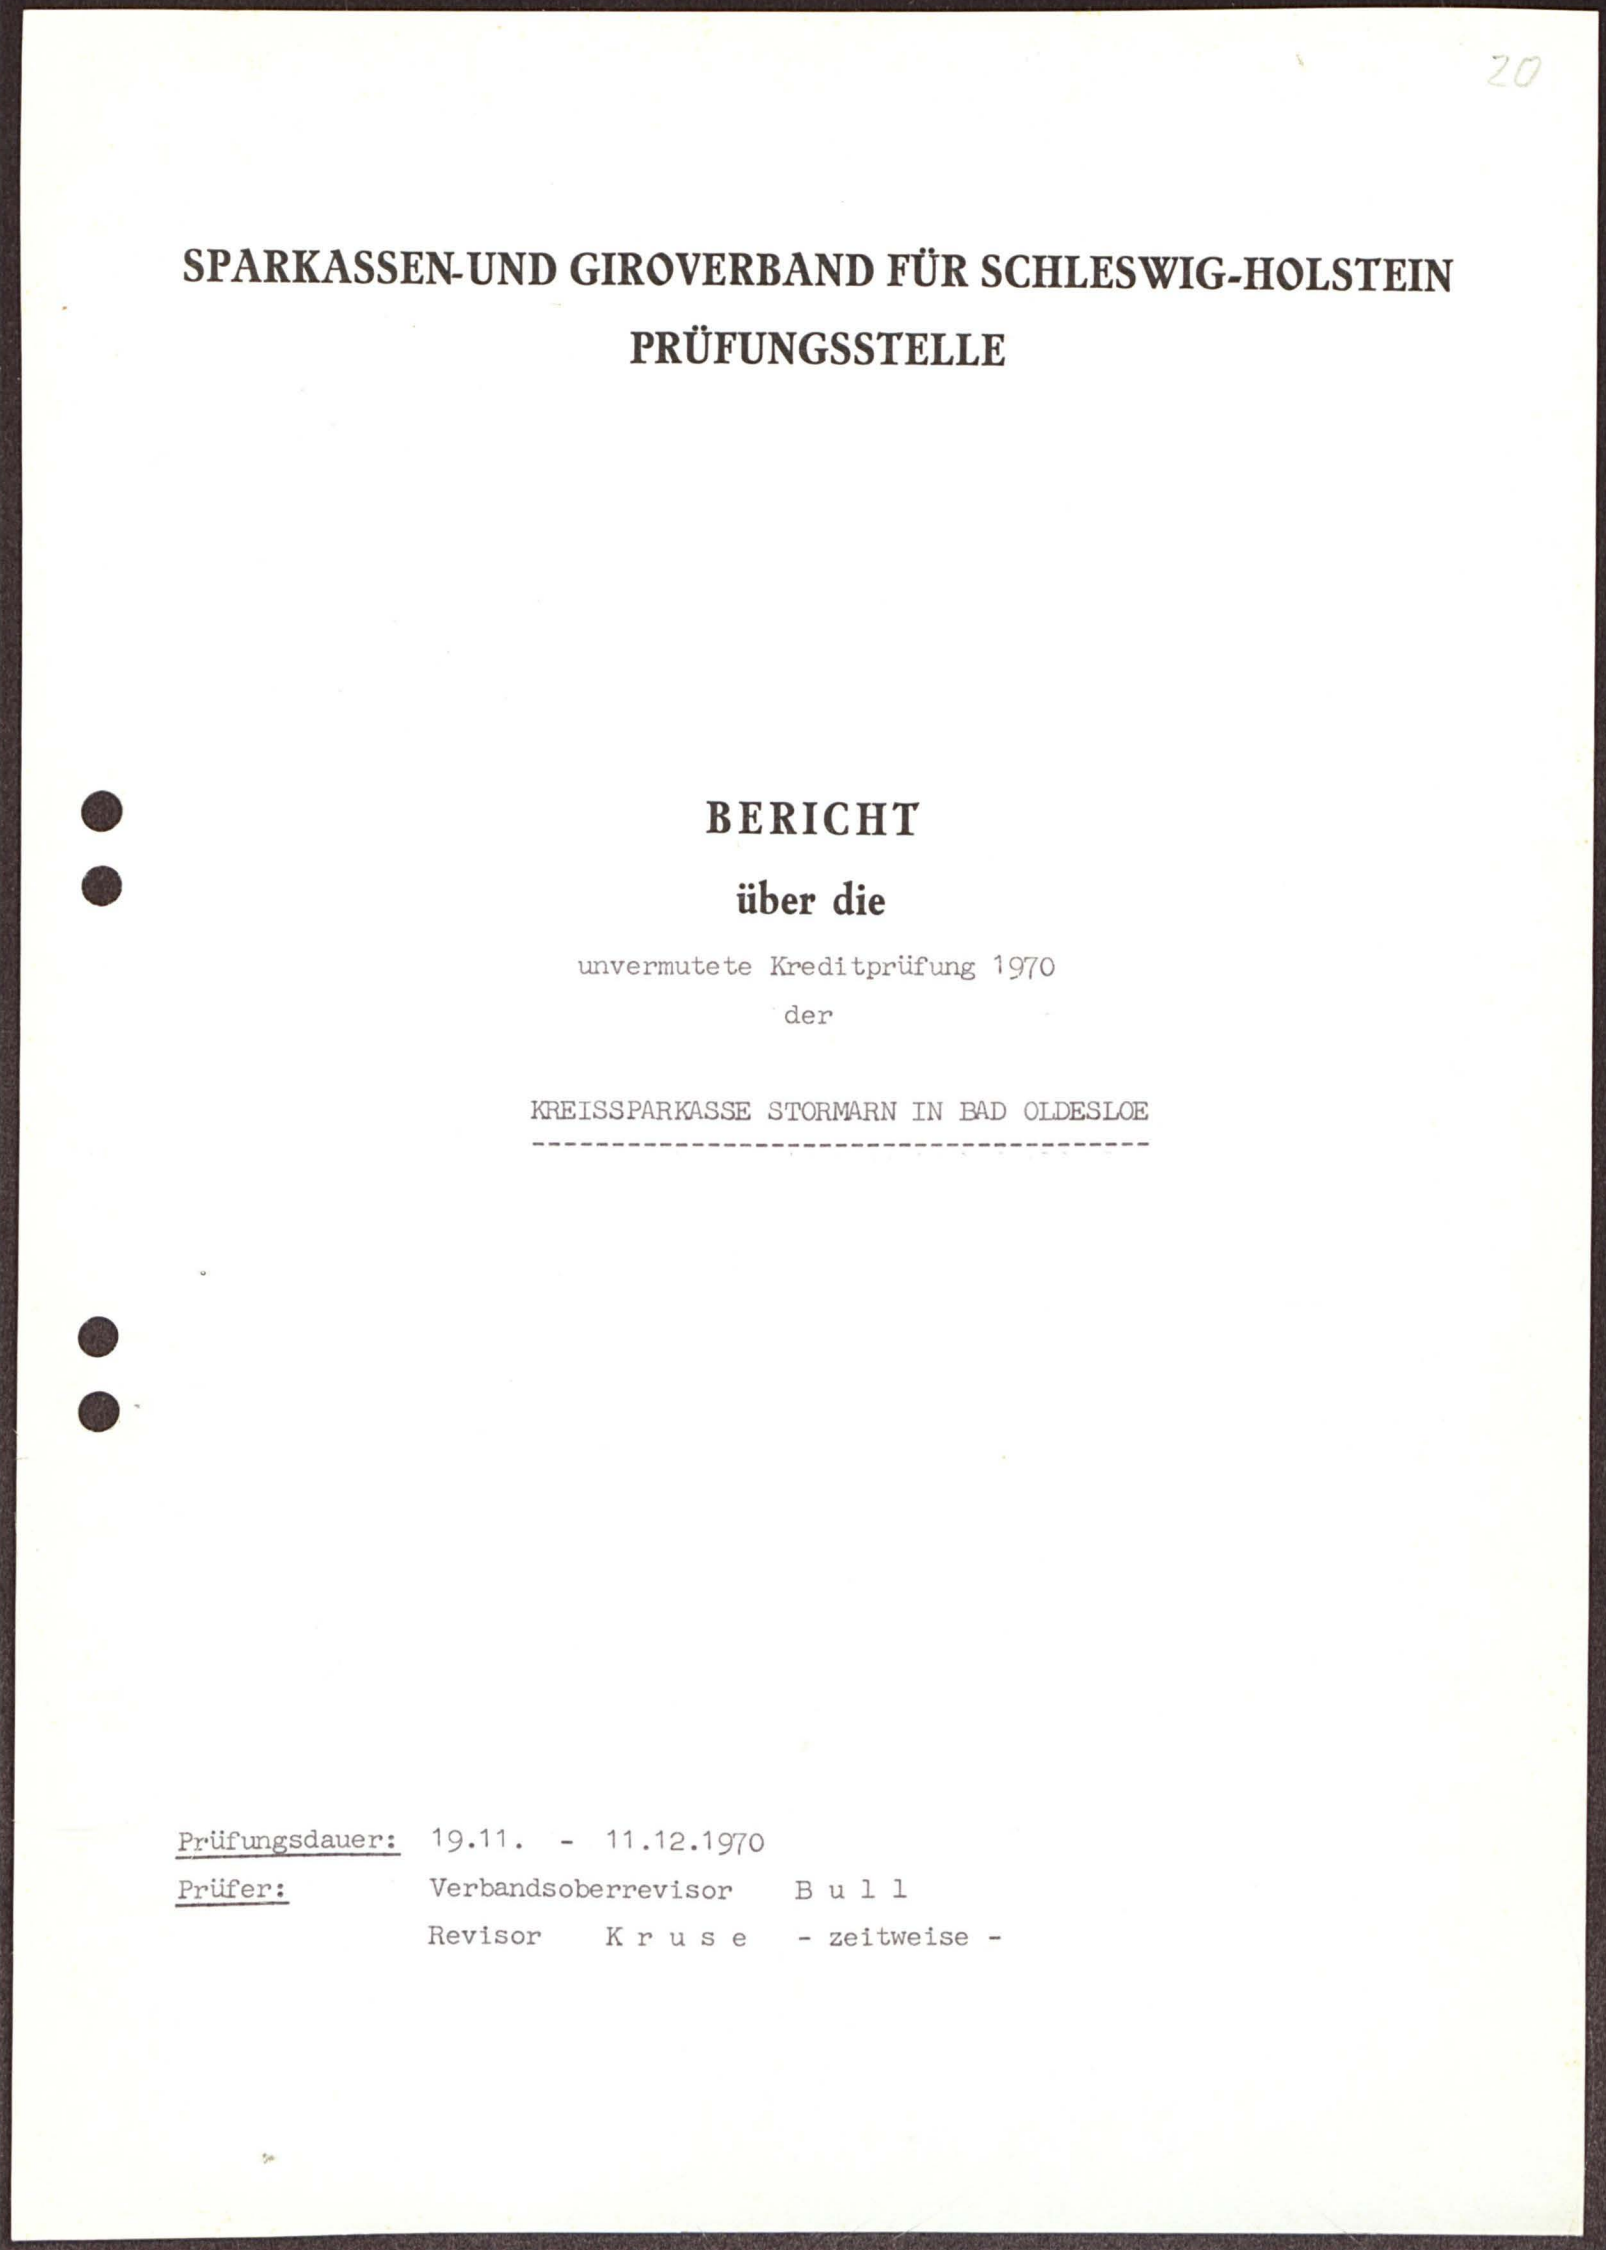 20
SPARKASSEN-UND GIROVERBAND FÜR SCHLESWIG-HOLSTEIN
PRÜFUNGSSTELLE
BERICHT
über die
unvermutete Kreditprüfung 1970
der
KREISSPARKASSE STORMARN IN BAD OLDESLOE
---------------------------------------
Prüfungsdauer: 19.11. - 11.12.1970
Prüfer: Verbandsoberrevisor B u l l
Revisor K r u s e - zeitweise -